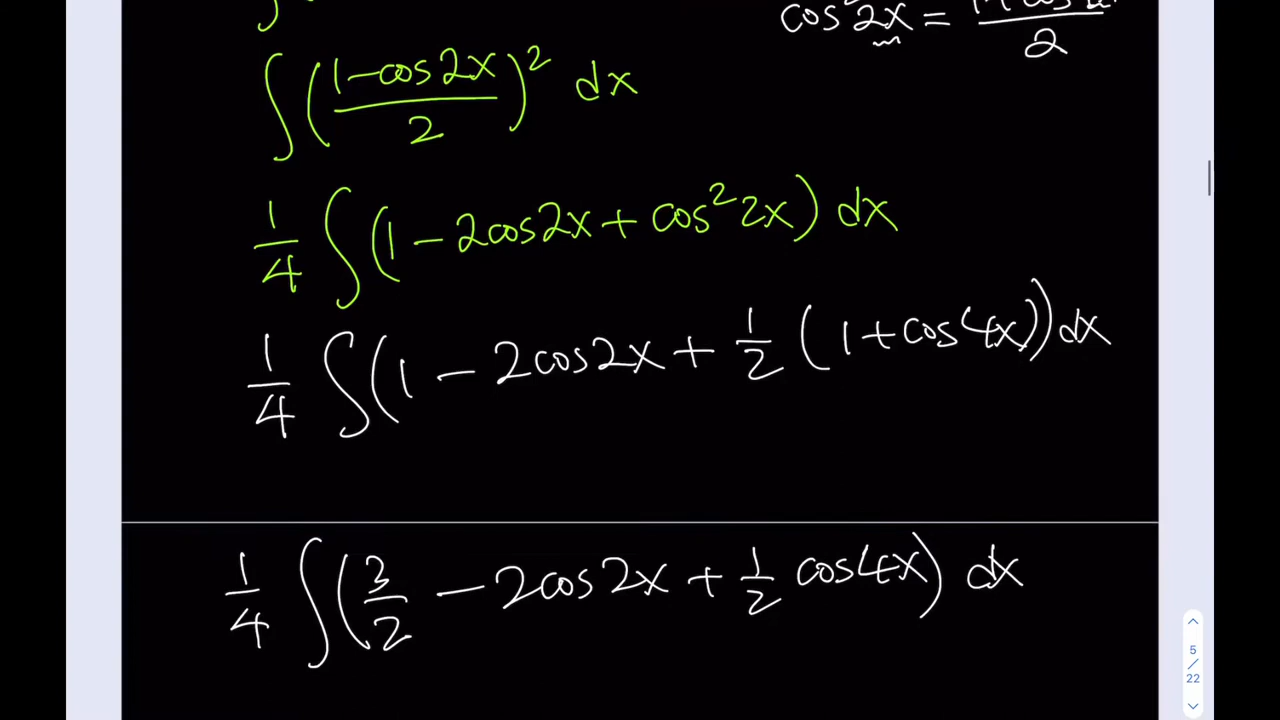 cos²2x = 2
∫ ((1-cos2x)/2)² dx
1/4 ∫ (1 - 2cos2x + cos²2x) dx
1/4 ∫ (1 - 2cos2x + 1/2 (1+cos4x)) dx
1/4 ∫ (3/2 - 2cos2x + 1/2 cos4x) dx
5
/
22